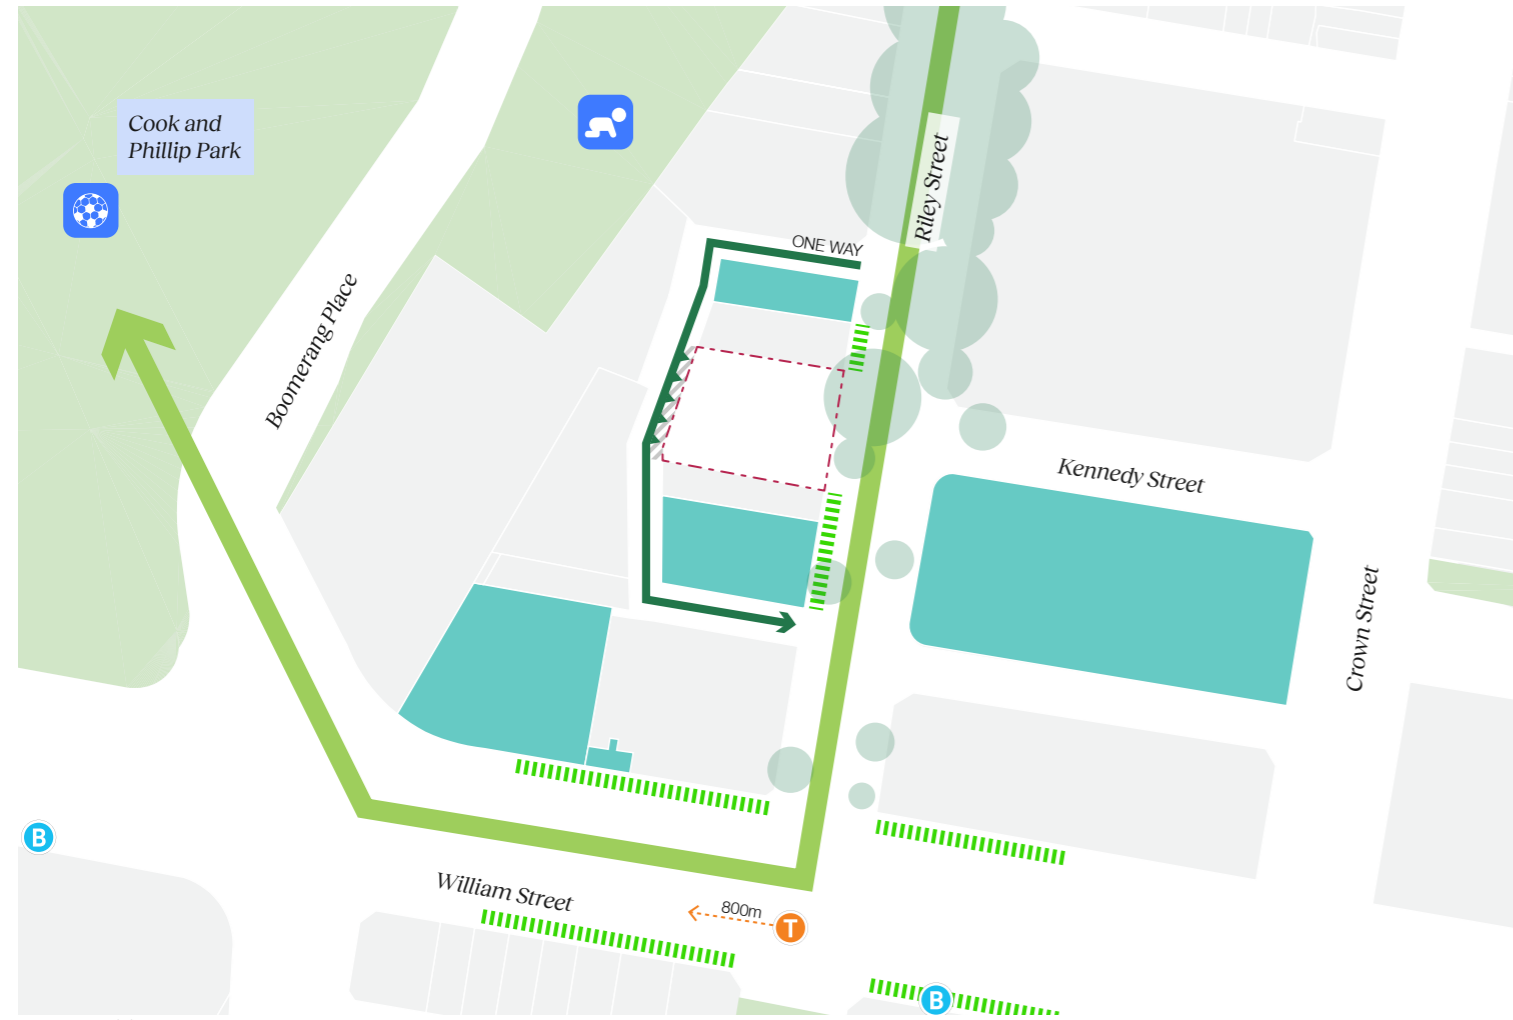 Cook and
Phillip Park
Riley Street
ONE WAY
Boomerang Place
Kennedy Street
Crown Street
B
William Street
800m
T
B